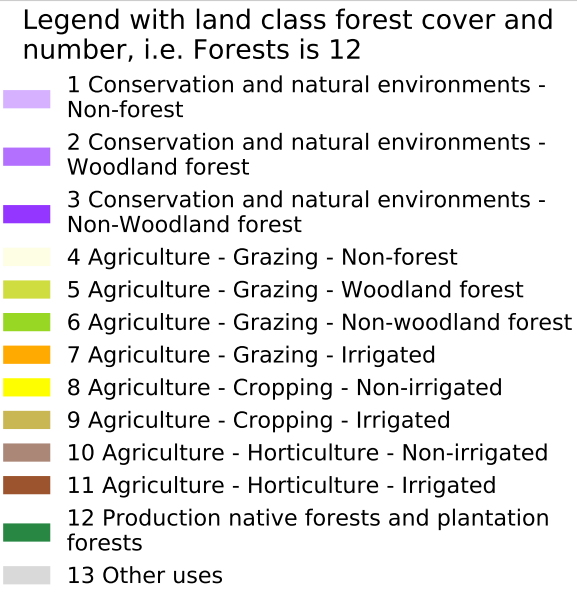 Legend with land class forest cover and
number, i.e. Forests is 12
1 Conservation and natural environments -
Non-forest
2 Conservation and natural environments -
Woodland forest
3 Conservation and natural environments -
Non-Woodland forest
4 Agriculture - Grazing - Non-forest
5 Agriculture - Grazing - Woodland forest
6 Agriculture - Grazing - Non-woodland forest
7 Agriculture - Grazing - Irrigated
8 Agriculture - Cropping - Non-irrigated
9 Agriculture - Cropping - Irrigated
10 Agriculture - Horticulture - Non-irrigated
11 Agriculture - Horticulture - Irrigated
12 Production native forests and plantation
forests
13 Other uses